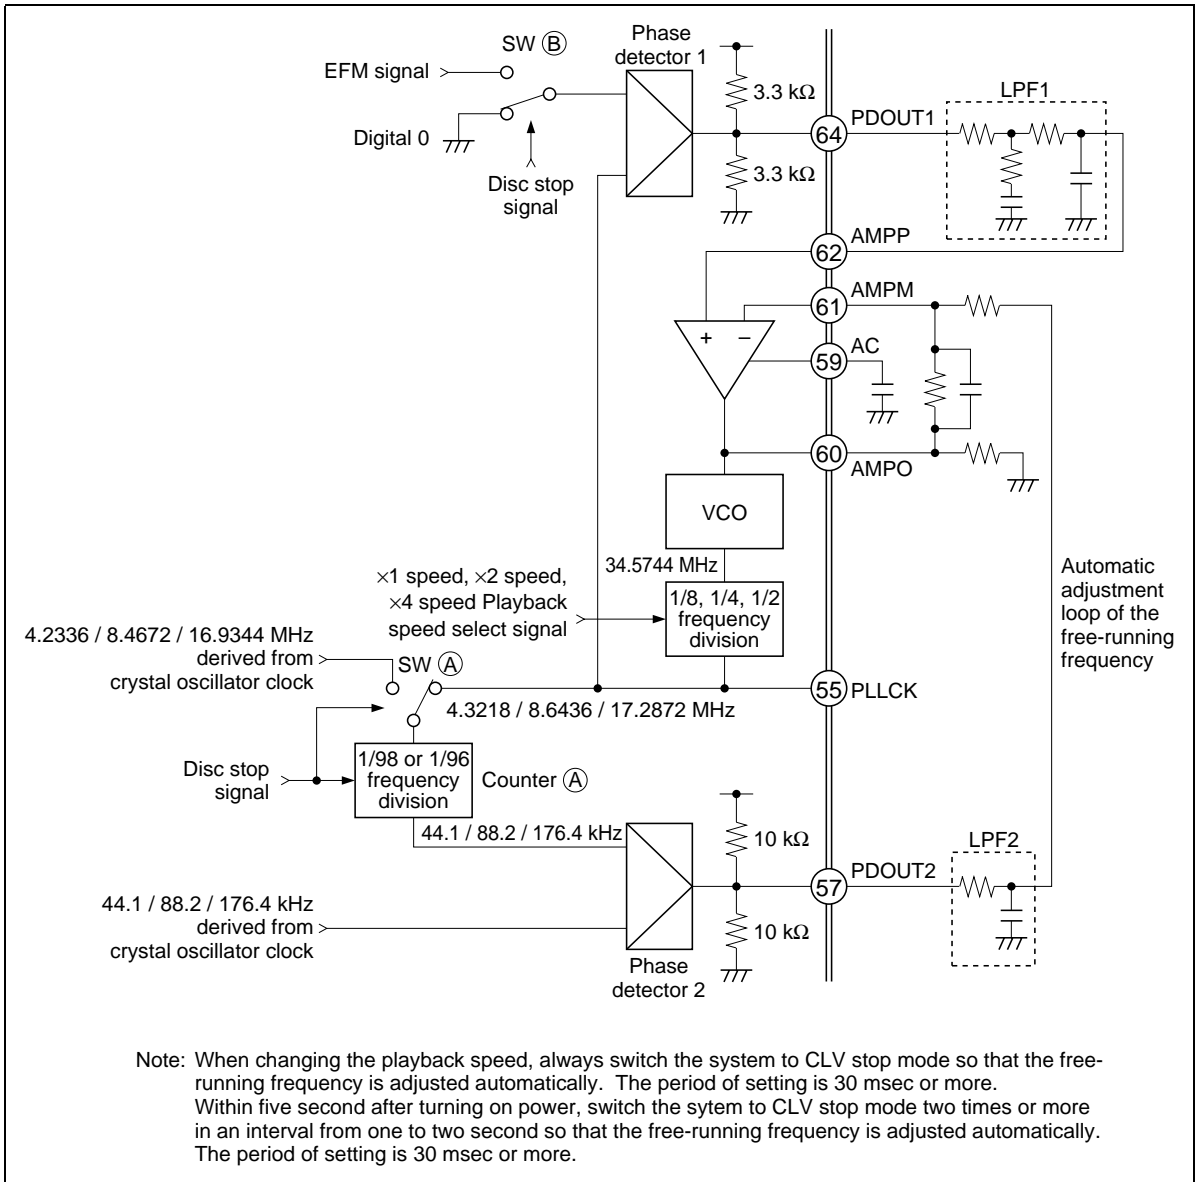 SW Ⓑ
Phase
detector 1
EFM signal
3.3 kΩ
LPF1
PDOUT1
64
Digital 0
Disc stop
signal
3.3 kΩ
AMPP
62
AMPM
61
+ −
AC
59
60
AMPO
VCO
34.5744 MHz
×1 speed, ×2 speed,
×4 speed Playback
speed select signal
1/8, 1/4, 1/2
frequency
division
Automatic
adjustment
loop of the
free-running
frequency
4.2336 / 8.4672 / 16.9344 MHz
derived from
crystal oscillator clock
SW Ⓐ
55 PLLCK
4.3218 / 8.6436 / 17.2872 MHz
Disc stop
signal
1/98 or 1/96
frequency
division
Counter Ⓐ
44.1 / 88.2 / 176.4 kHz
10 kΩ
LPF2
PDOUT2
57
44.1 / 88.2 / 176.4 kHz
derived from
crystal oscillator clock
10 kΩ
Phase
detector 2
Note: When changing the playback speed, always switch the system to CLV stop mode so that the free-
running frequency is adjusted automatically. The period of setting is 30 msec or more.
Within five second after turning on power, switch the sytem to CLV stop mode two times or more
in an interval from one to two second so that the free-running frequency is adjusted automatically.
The period of setting is 30 msec or more.